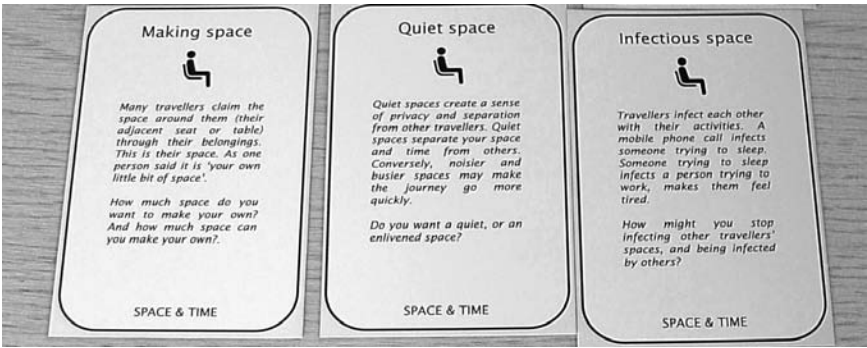 Making space
Many travellers claim the
space around them (their
adjacent seat or table)
through their belongings.
This is their space. As one
person said it is 'your own
little bit of space'.
How much space do you
want to make your own?
And how much space can
you make your own?.
SPACE & TIME
Quiet space
Quiet spaces create a sense
of privacy and separation
from other travellers. Quiet
spaces separate your space
and time from others.
Conversely, noisier and
busier spaces may make
the journey go more
quickly.
Do you want a quiet, or an
enlivened space?
SPACE & TIME
Infectious space
Travellers infect each other
with their activities. A
mobile phone call infects
someone trying to sleep.
Someone trying to sleep
infects a person trying to
work, makes them feel
tired.
How might you stop
infecting other travellers'
spaces, and being infected
by others?
SPACE & TIME